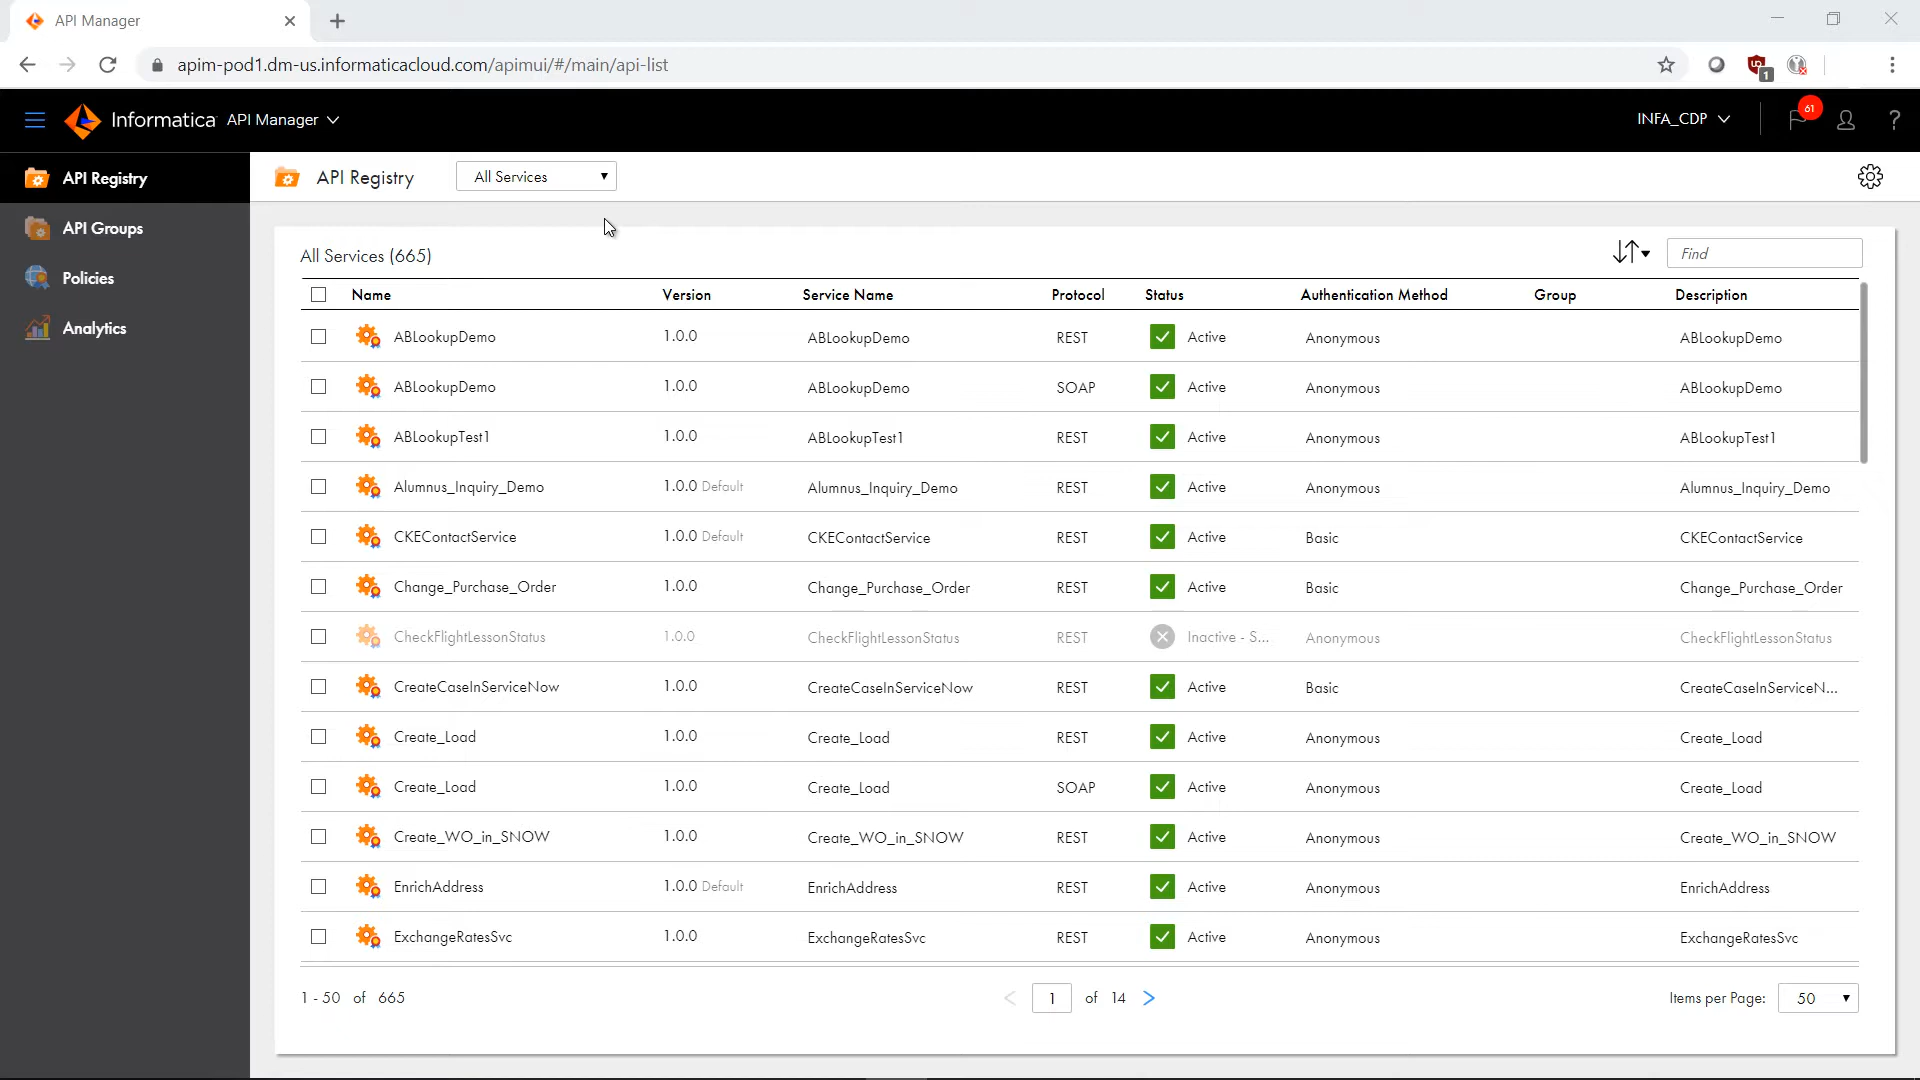 API Manager
apim-pod1.dm-us.informaticacloud.com/apimui/#/main/api-list
1
Informatica API Manager
INFA_CDP
61
?
API Registry
API Groups
Policies
Analytics
API Registry All Services
All Services (665)
Find
Name Version Service Name Protocol Status Authentication Method Group Description
ABLookupDemo 1.0.0 ABLookupDemo REST Active Anonymous ABLookupDemo
ABLookupDemo 1.0.0 ABLookupDemo SOAP Active Anonymous ABLookupDemo
ABLookupTest1 1.0.0 ABLookupTest1 REST Active Anonymous ABLookupTest1
Alumnus_Inquiry_Demo 1.0.0 Default Alumnus_Inquiry_Demo REST Active Anonymous Alumnus_Inquiry_Demo
CKEContactService 1.0.0 Default CKEContactService REST Active Basic CKEContactService
Change_Purchase_Order 1.0.0 Change_Purchase_Order REST Active Basic Change_Purchase_Order
CheckFlightLessonStatus 1.0.0 CheckFlightLessonStatus REST Inactive - S... Anonymous CheckFlightLessonStatus
CreateCaseInServiceNow 1.0.0 CreateCaseInServiceNow REST Active Basic CreateCaseInServiceN...
Create_Load 1.0.0 Create_Load REST Active Anonymous Create_Load
Create_Load 1.0.0 Create_Load SOAP Active Anonymous Create_Load
Create_WO_in_SNOW 1.0.0 Create_WO_in_SNOW REST Active Anonymous Create_WO_in_SNOW
EnrichAddress 1.0.0 Default EnrichAddress REST Active Anonymous EnrichAddress
ExchangeRatesSvc 1.0.0 ExchangeRatesSvc REST Active Anonymous ExchangeRatesSvc
1 - 50 of 665
1 of 14
Items per Page: 50